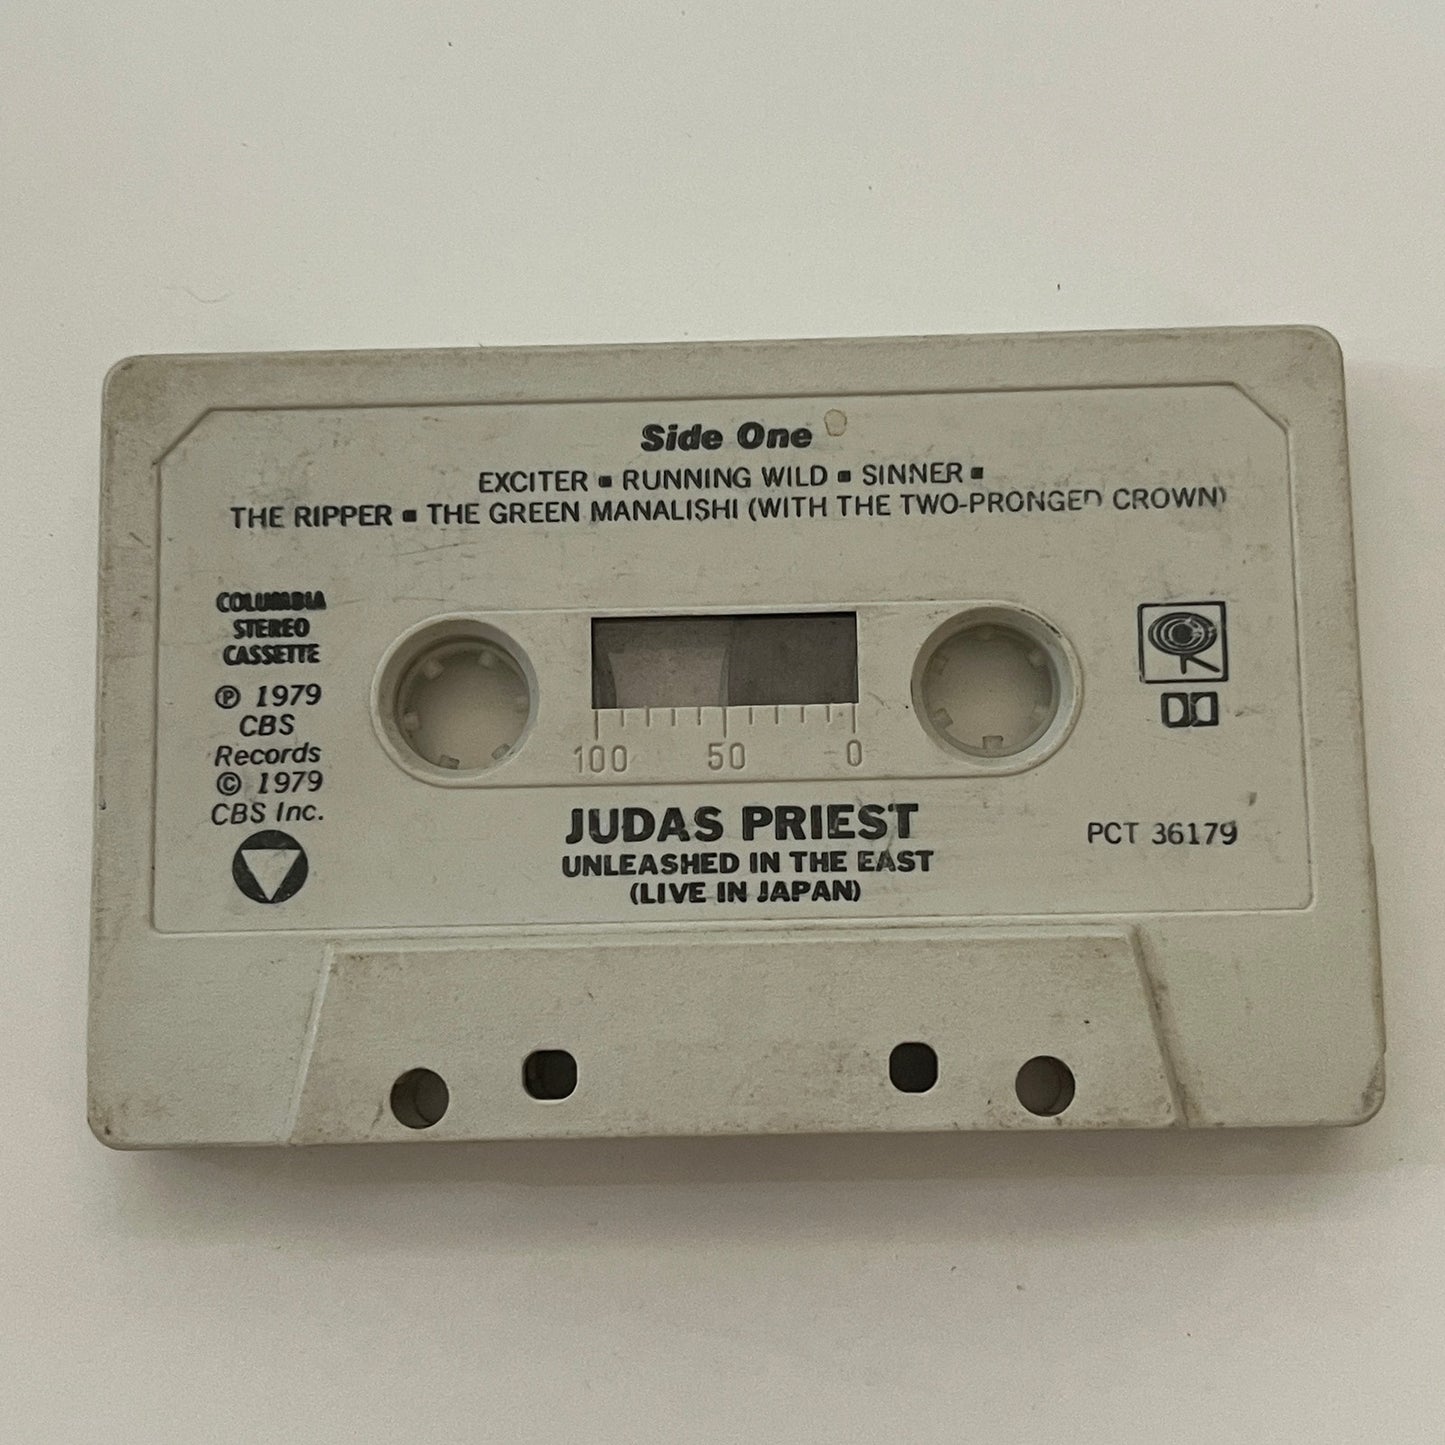 Side One
EXCITER ▪ RUNNING WILD ▪ SINNER ▪
THE RIPPER ▪ THE GREEN MANALISHI (WITH THE TWO-PRONGED CROWN)
COLUMBIA
STEREO
CASSETTE
℗ 1979
CBS
Records
© 1979
CBS Inc.
100 50 0
JUDAS PRIEST
UNLEASHED IN THE EAST
(LIVE IN JAPAN)
PCT 36179